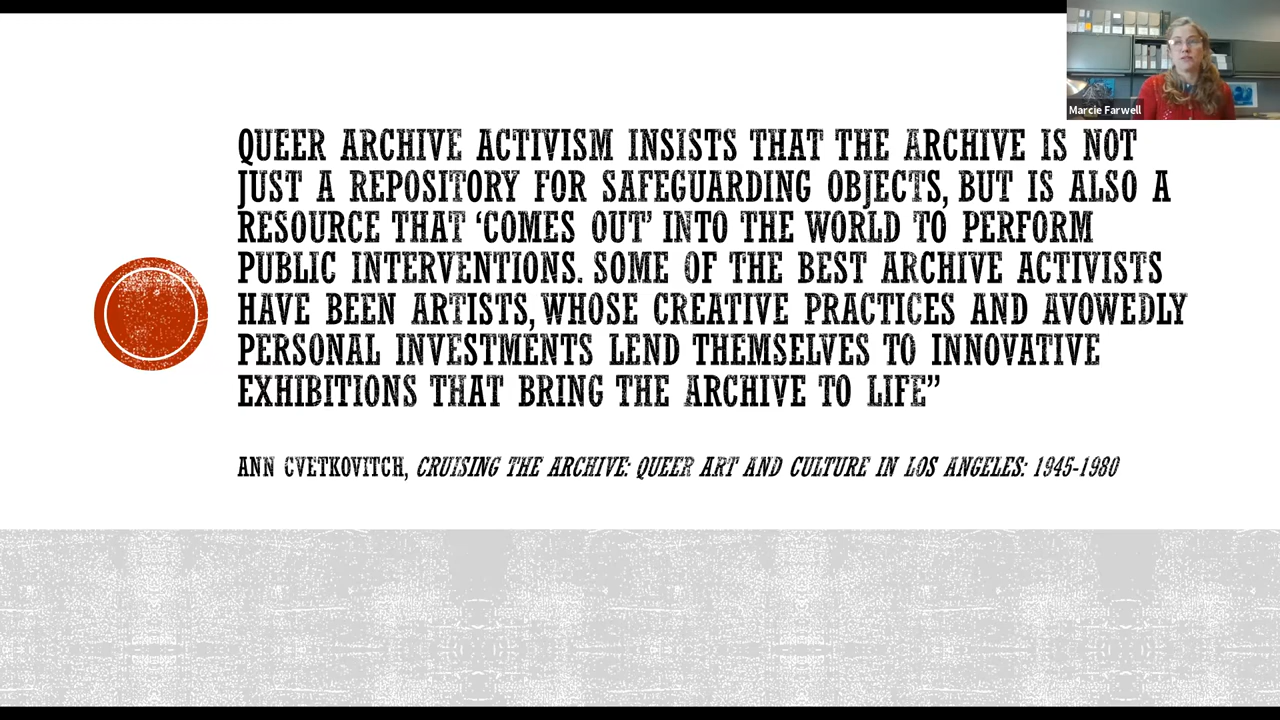 Marcie Farwell
QUEER ARCHIVE ACTIVISM INSISTS THAT THE ARCHIVE IS NOT
JUST A REPOSITORY FOR SAFEGUARDING OBJECTS, BUT IS ALSO A
RESOURCE THAT ‘COMES OUT’ INTO THE WORLD TO PERFORM
PUBLIC INTERVENTIONS. SOME OF THE BEST ARCHIVE ACTIVISTS
HAVE BEEN ARTISTS, WHOSE CREATIVE PRACTICES AND AVOWEDLY
PERSONAL INVESTMENTS LEND THEMSELVES TO INNOVATIVE
EXHIBITIONS THAT BRING THE ARCHIVE TO LIFE”
ANN CVETKOVITCH, CRUISING THE ARCHIVE: QUEER ART AND CULTURE IN LOS ANGELES: 1945-1980